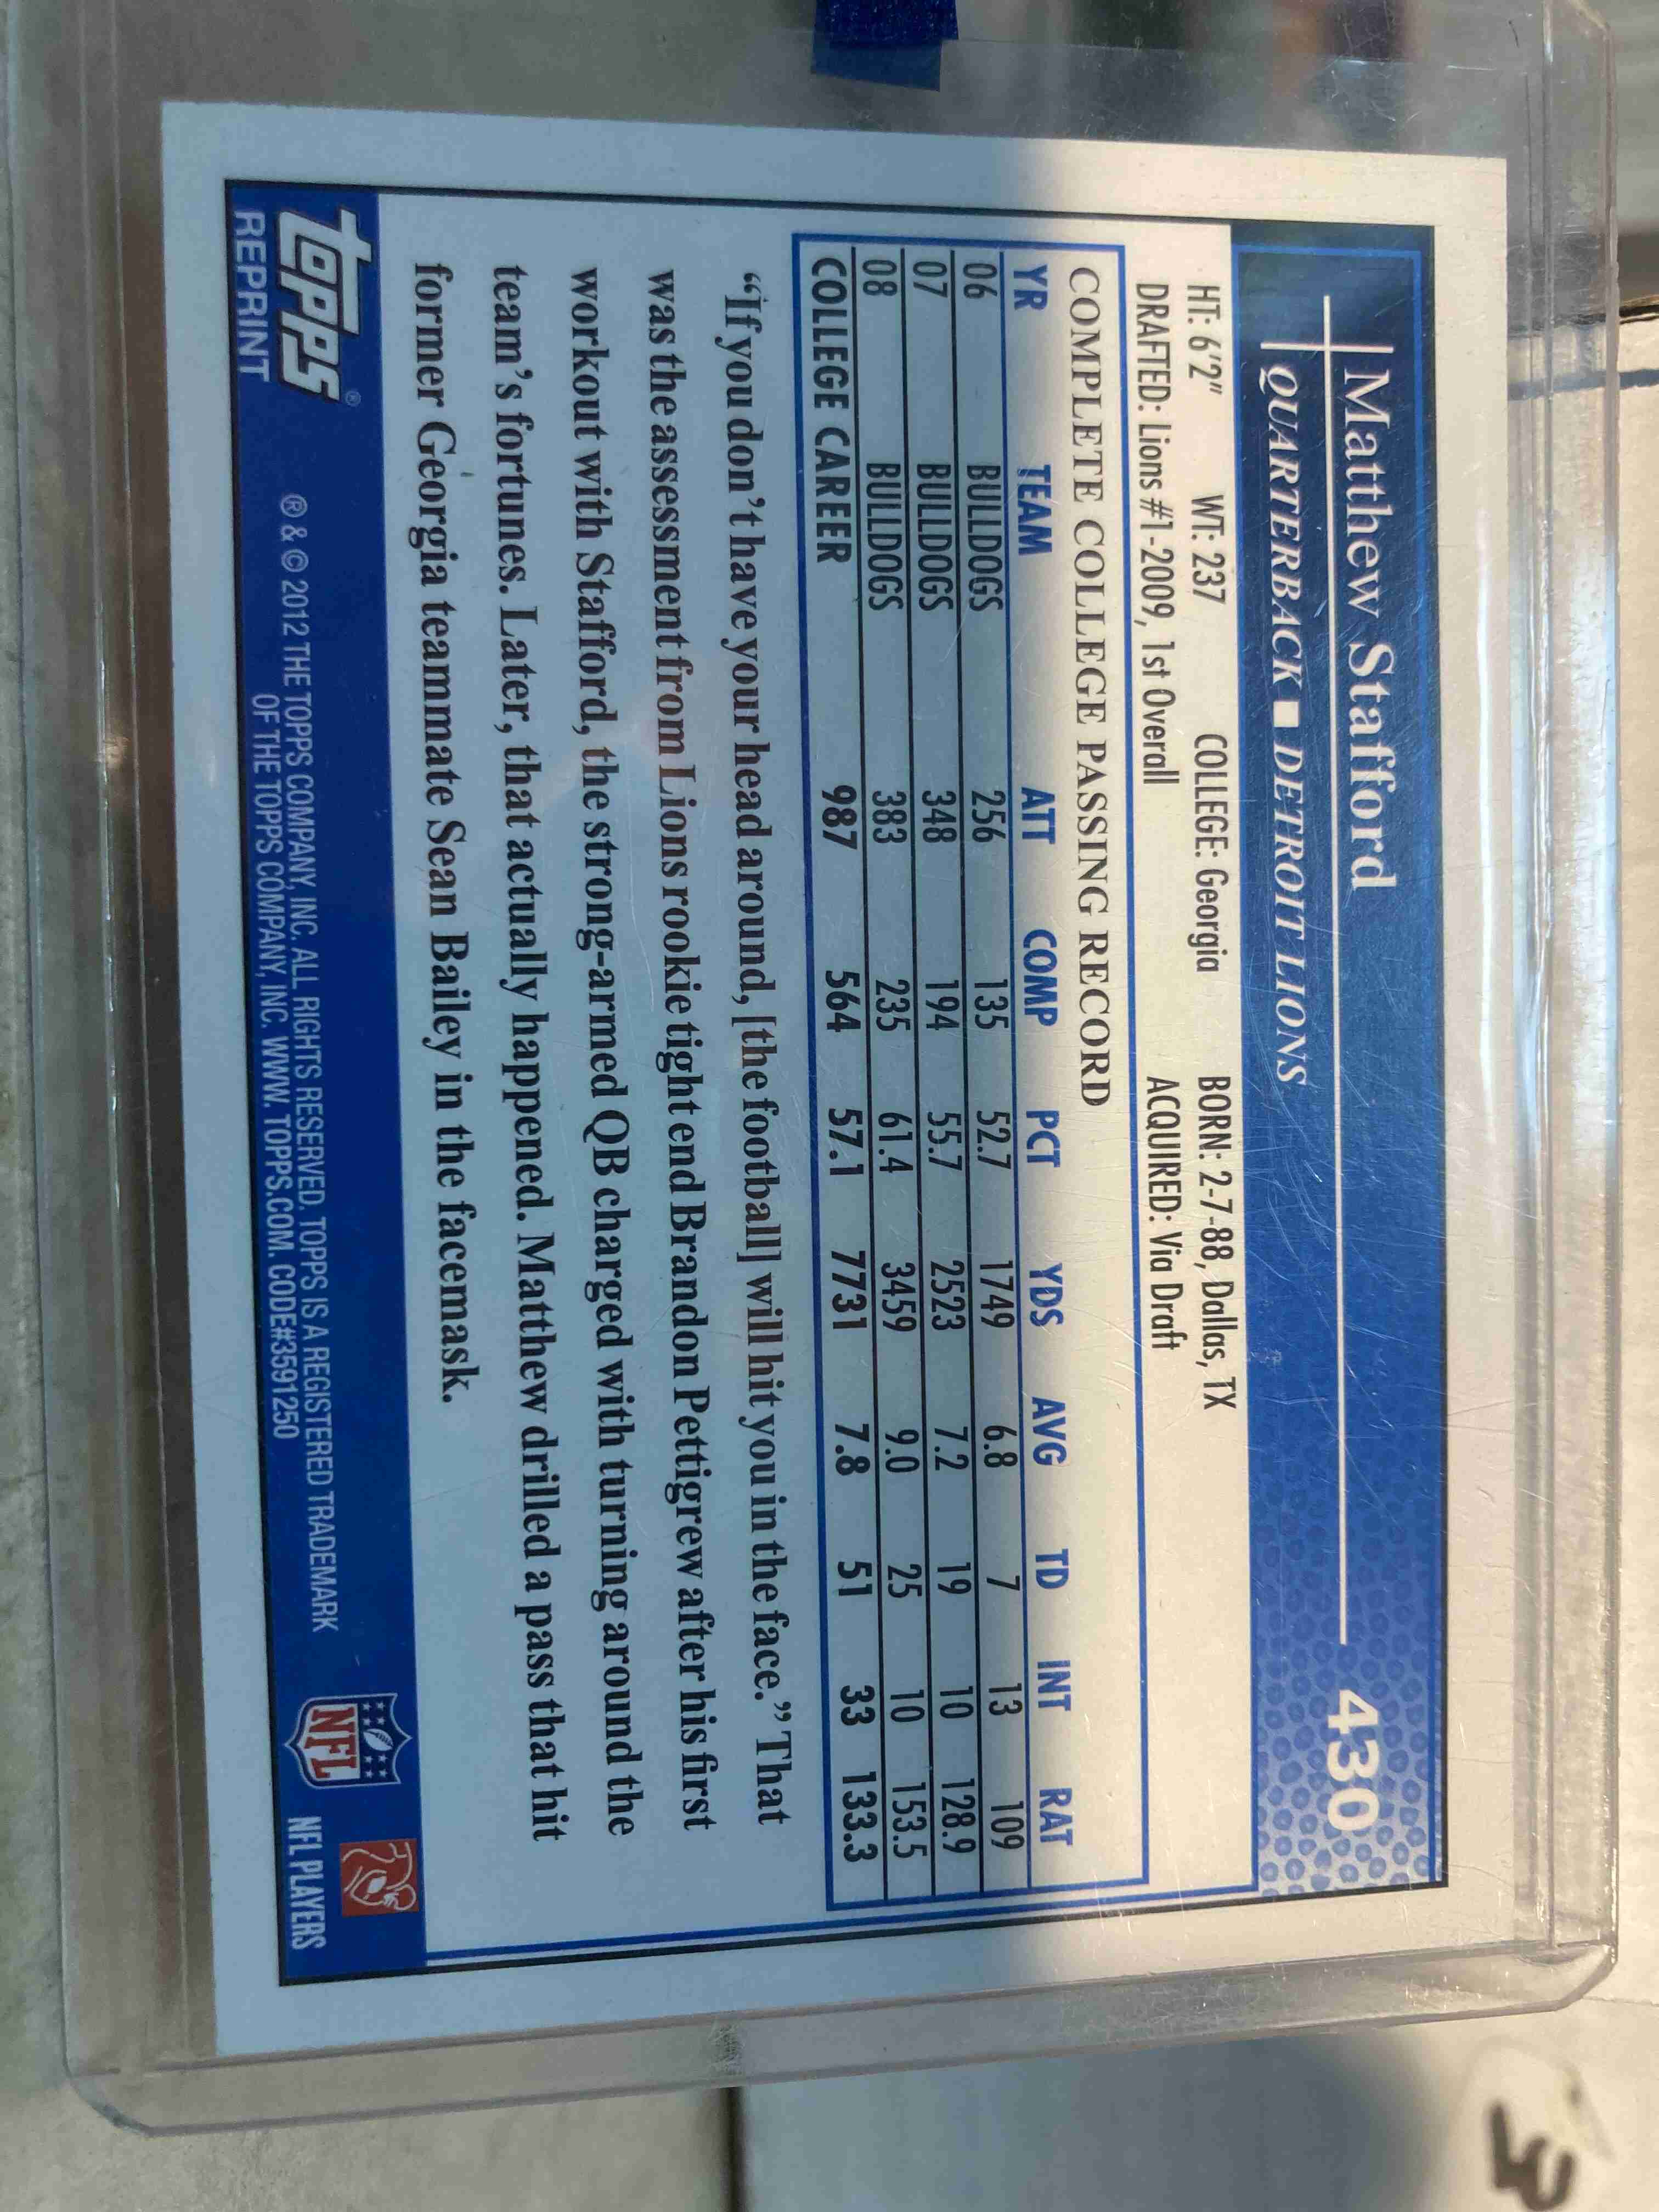 Matthew Stafford 430
QUARTERBACK ■ DETROIT LIONS
HT: 6'2" WT: 237 COLLEGE: Georgia BORN: 2-7-88, Dallas, TX
DRAFTED: Lions #1-2009, 1st Overall ACQUIRED: Via Draft
COMPLETE COLLEGE PASSING RECORD
YR TEAM ATT COMP PCT YDS AVG TD INT RAT
06 BULLDOGS 256 135 52.7 1749 6.8 7 13 109
07 BULLDOGS 348 194 55.7 2523 7.2 19 10 128.9
08 BULLDOGS 383 235 61.4 3459 9.0 25 10 153.5
COLLEGE CAREER 987 564 57.1 7731 7.8 51 33 133.3
“If you don’t have your head around, [the football] will hit you in the face.” That
was the assessment from Lions rookie tight end Brandon Pettigrew after his first
workout with Stafford, the strong-armed QB charged with turning around the
team’s fortunes. Later, that actually happened. Matthew drilled a pass that hit
former Georgia teammate Sean Bailey in the facemask.
topps®
REPRINT
® & © 2012 THE TOPPS COMPANY, INC. ALL RIGHTS RESERVED. TOPPS IS A REGISTERED TRADEMARK
OF THE TOPPS COMPANY, INC. WWW.TOPPS.COM. CODE#3591250
NFL
NFL PLAYERS